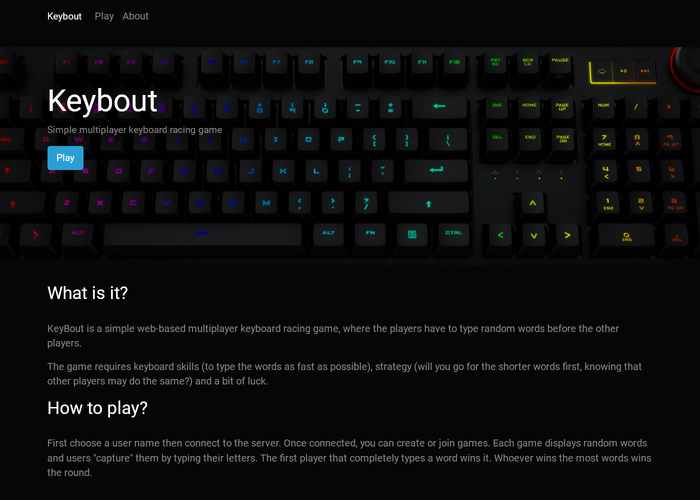 Keybout Play About
Keybout
Simple multiplayer keyboard racing game
Play
What is it?
KeyBout is a simple web-based multiplayer keyboard racing game, where the players have to type random words before the other
players.
The game requires keyboard skills (to type the words as fast as possible), strategy (will you go for the shorter words first, knowing that
other players may do the same?) and a bit of luck.
How to play?
First choose a user name then connect to the server. Once connected, you can create or join games. Each game displays random words
and users "capture" them by typing their letters. The first player that completely types a word wins it. Whoever wins the most words wins
the round.